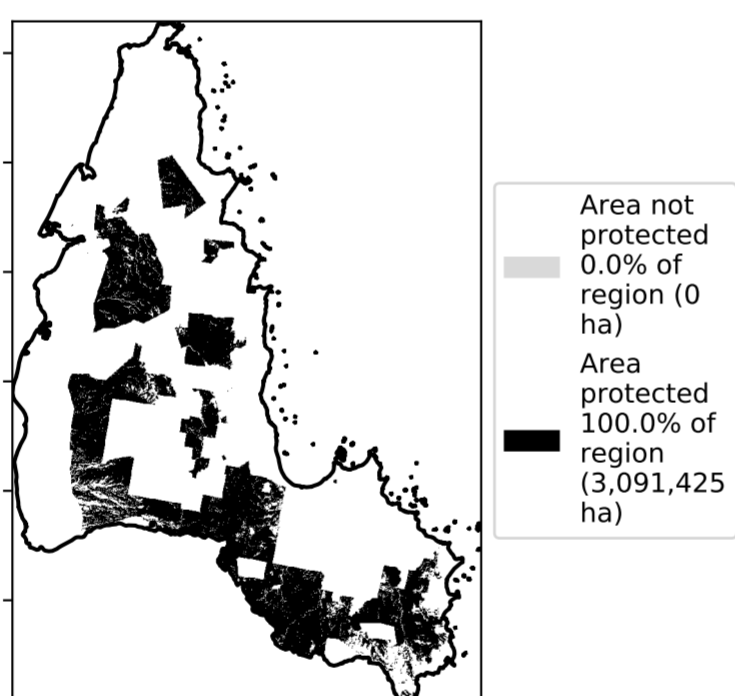 Area not
protected
0.0% of
region (0
ha)
Area
protected
100.0% of
region
(3,091,425
ha)